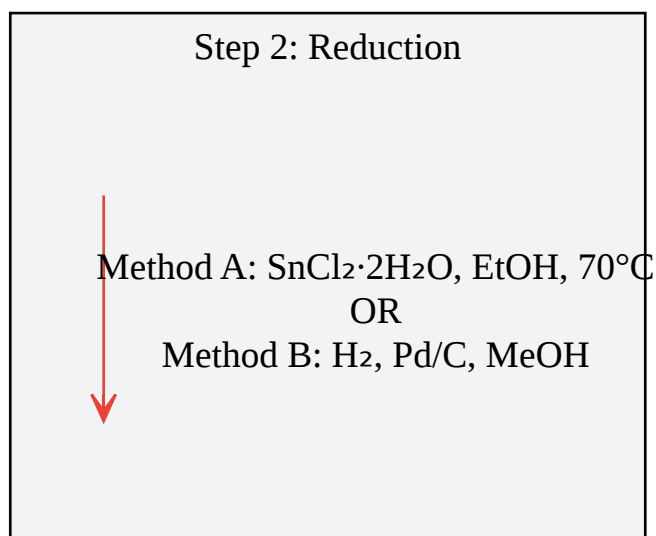 Step 2: Reduction
Method A: SnCl₂·2H₂O, EtOH, 70°C
OR
Method B: H₂, Pd/C, MeOH